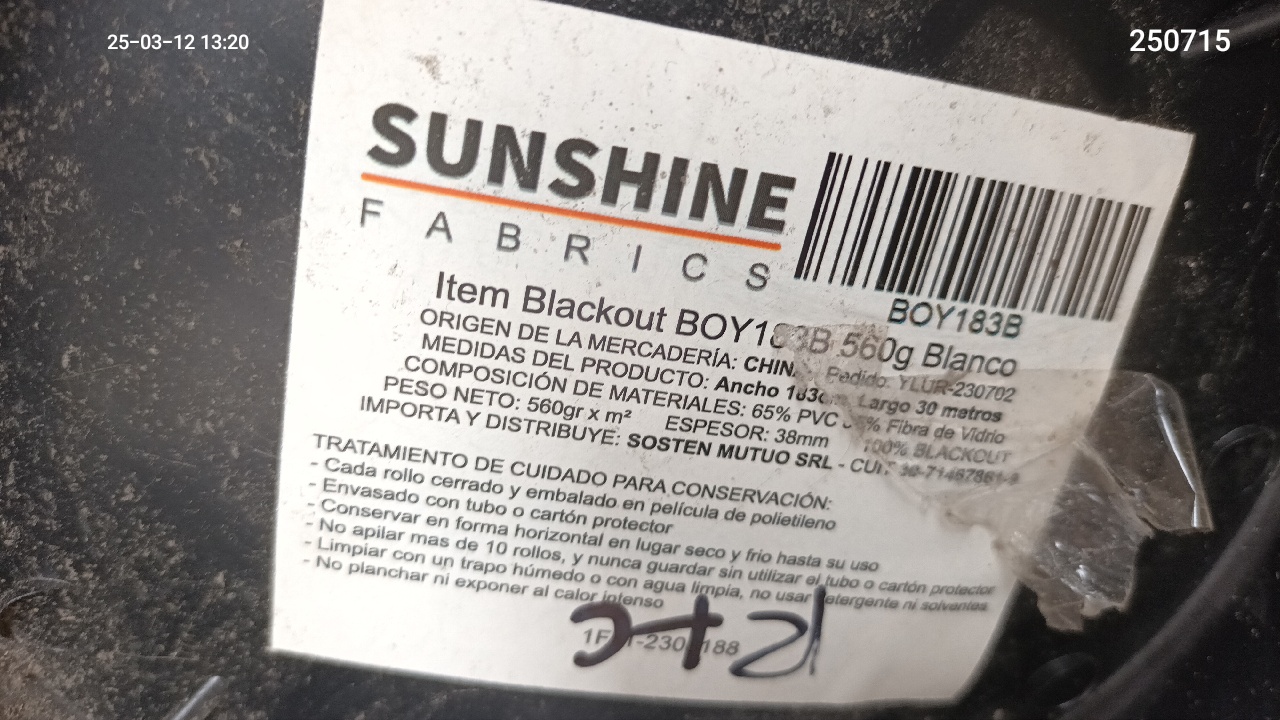 25-03-12 13:20
250715
SUNSHINE
FABRICS
BOY183B
Item Blackout BOY183B 560g Blanco
ORIGEN DE LA MERCADERÍA: Pedido: YLUR-230702
MEDIDAS DEL PRODUCTO: Ancho Largo 30 metros
COMPOSICIÓN DE MATERIALES: 65% PVC Fibra de Vidrio
PESO NETO: 560gr x m² ESPESOR: 38mm 100% BLACKOUT
IMPORTA Y DISTRIBUYE: SOSTEN MUTUO SRL -
TRATAMIENTO DE CUIDADO PARA CONSERVACIÓN:
- Cada rollo cerrado y embalado en película de polietileno
- Envasado con tubo o cartón protector
- Conservar en forma horizontal en lugar seco y frio hasta su uso
- No apilar mas de 10 rollos, y nunca guardar sin utilizar el tubo o cartón protector
- Limpiar con un trapo húmedo o con agua limpia, no usar detergente ni solventes
- No planchar ni exponer al calor intenso